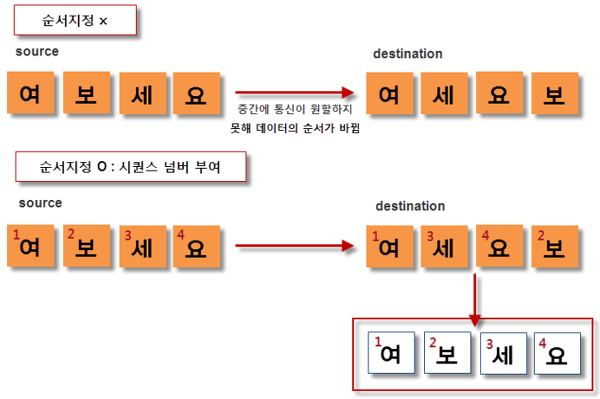 순서지정 x
source
destination
여 보 세 요
여 세 요 보
중간에 통신이 원할하지
못해 데이터의 순서가 바뀜
순서지정 O : 시퀀스 넘버 부여
source
destination
1여 2보 3세 4요
1여 3세 4요 2보
1여 2보 3세 4요